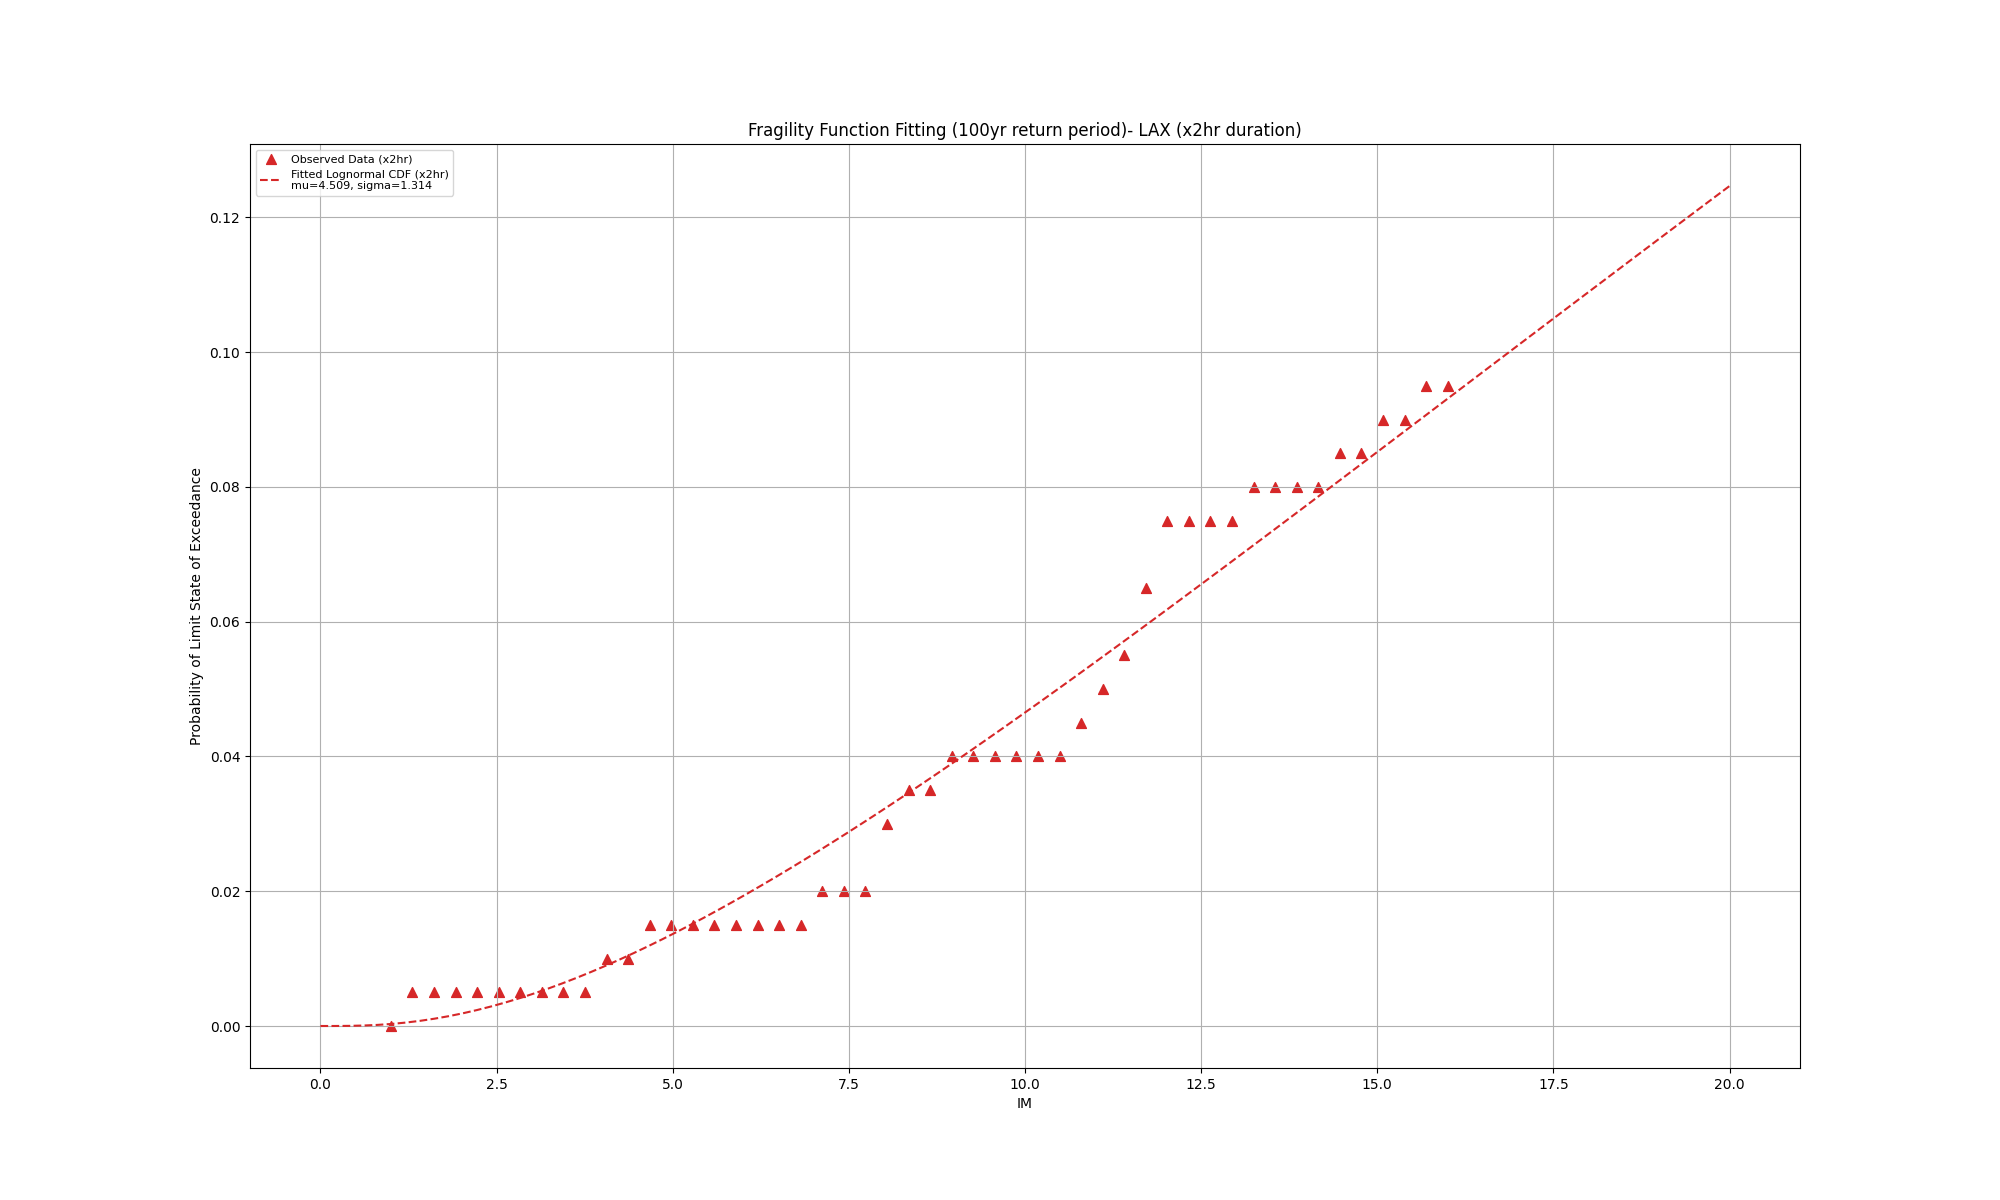 Fragility Function Fitting (100yr return period)- LAX (x2hr duration)
Observed Data (x2hr)
Fitted Lognormal CDF (x2hr)
mu=4.509, sigma=1.314
Probability of Limit State of Exceedance
0.12
0.10
0.08
0.06
0.04
0.02
0.00
0.0 2.5 5.0 7.5 10.0 12.5 15.0 17.5 20.0
IM